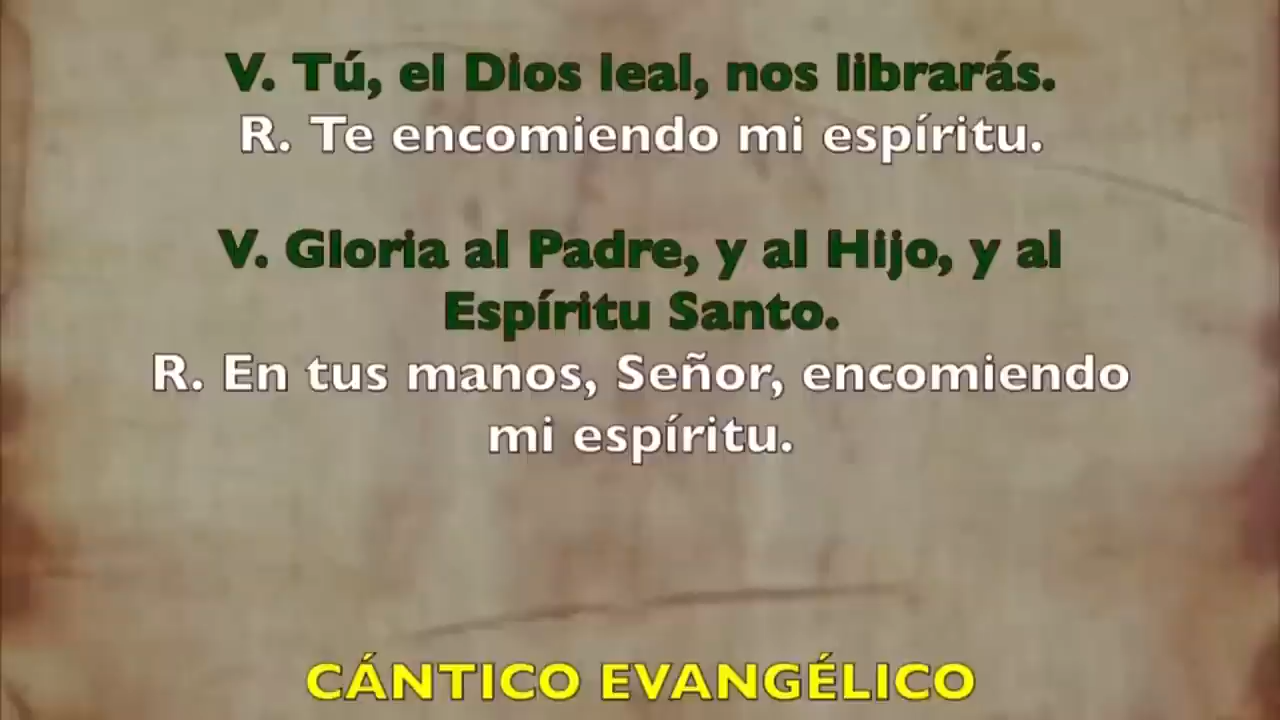 V. Tú, el Dios leal, nos librarás.
R. Te encomiendo mi espíritu.
V. Gloria al Padre, y al Hijo, y al
Espíritu Santo.
R. En tus manos, Señor, encomiendo
mi espíritu.
CÁNTICO EVANGÉLICO